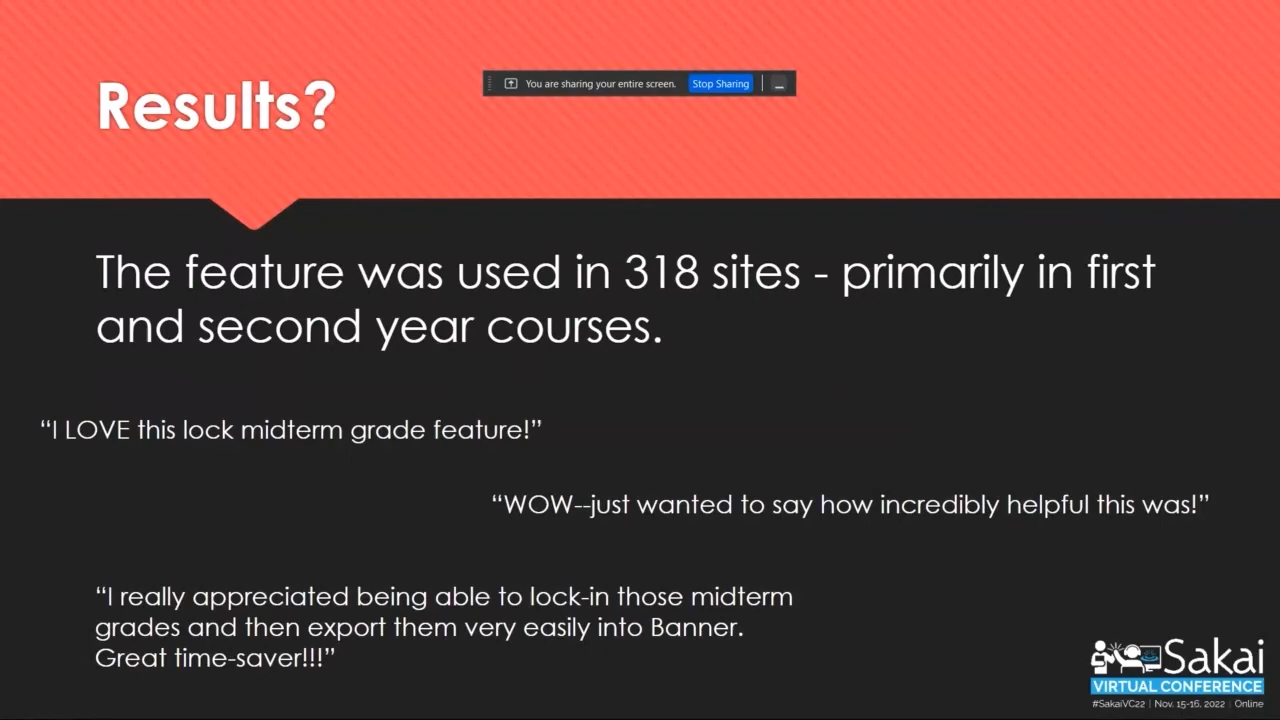 You are sharing your entire screen. Stop Sharing
Results?
The feature was used in 318 sites - primarily in first
and second year courses.
“I LOVE this lock midterm grade feature!”
“WOW--just wanted to say how incredibly helpful this was!”
“I really appreciated being able to lock-in those midterm
grades and then export them very easily into Banner.
Great time-saver!!!”
Sakai
VIRTUAL CONFERENCE
#SakaiVC22 | Nov. 15-16, 2022 | Online